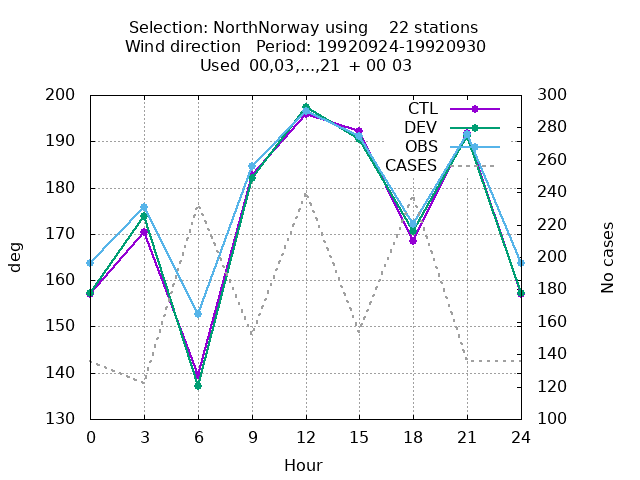 Selection: NorthNorway using    22 stations
Wind direction   Period: 19920924-19920930
Used  00,03,...,21  + 00 03
200 300
190 280
180 260
170 240
160 220
150 200
140 180
130 160
140
120
100
CTL
DEV
OBS
CASES
deg
No cases
0 3 6 9 12 15 18 21 24
Hour